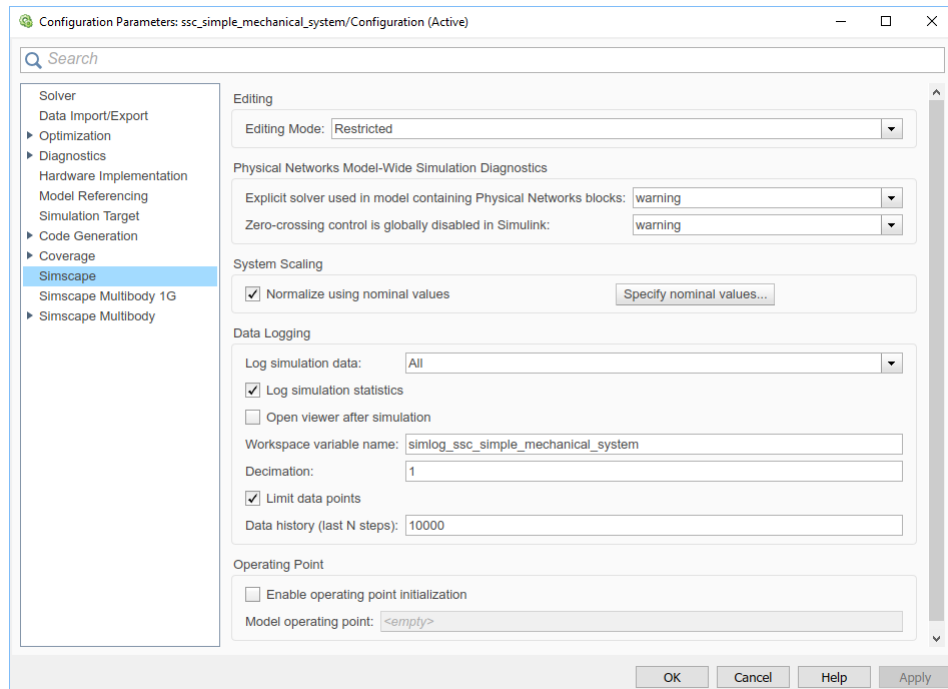 Configuration Parameters: ssc_simple_mechanical_system/Configuration (Active)
Search
Solver
Data Import/Export
Optimization
Diagnostics
Hardware Implementation
Model Referencing
Simulation Target
Code Generation
Coverage
Simscape
Simscape Multibody 1G
Simscape Multibody
Editing
Editing Mode: Restricted
Physical Networks Model-Wide Simulation Diagnostics
Explicit solver used in model containing Physical Networks blocks: warning
Zero-crossing control is globally disabled in Simulink: warning
System Scaling
Normalize using nominal values Specify nominal values...
Data Logging
Log simulation data: All
Log simulation statistics
Open viewer after simulation
Workspace variable name: simlog_ssc_simple_mechanical_system
Decimation: 1
Limit data points
Data history (last N steps): 10000
Operating Point
Enable operating point initialization
Model operating point: <empty>
OK Cancel Help Apply